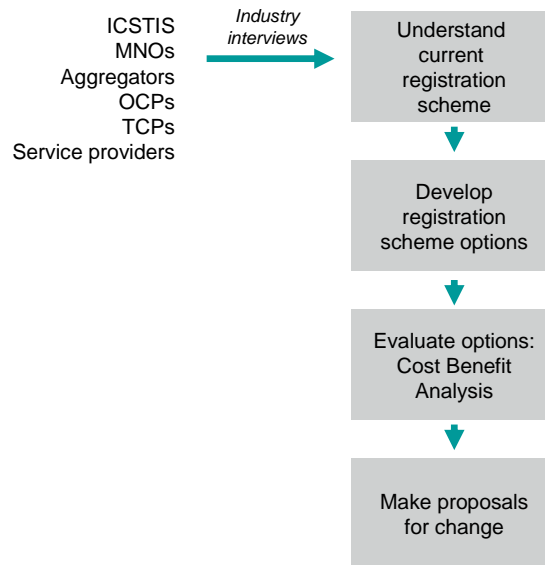 ICSTIS
MNOs
Aggregators
OCPs
TCPs
Service providers
Industry
interviews
Understand
current
registration
scheme
Develop
registration
scheme options
Evaluate options:
Cost Benefit
Analysis
Make proposals
for change